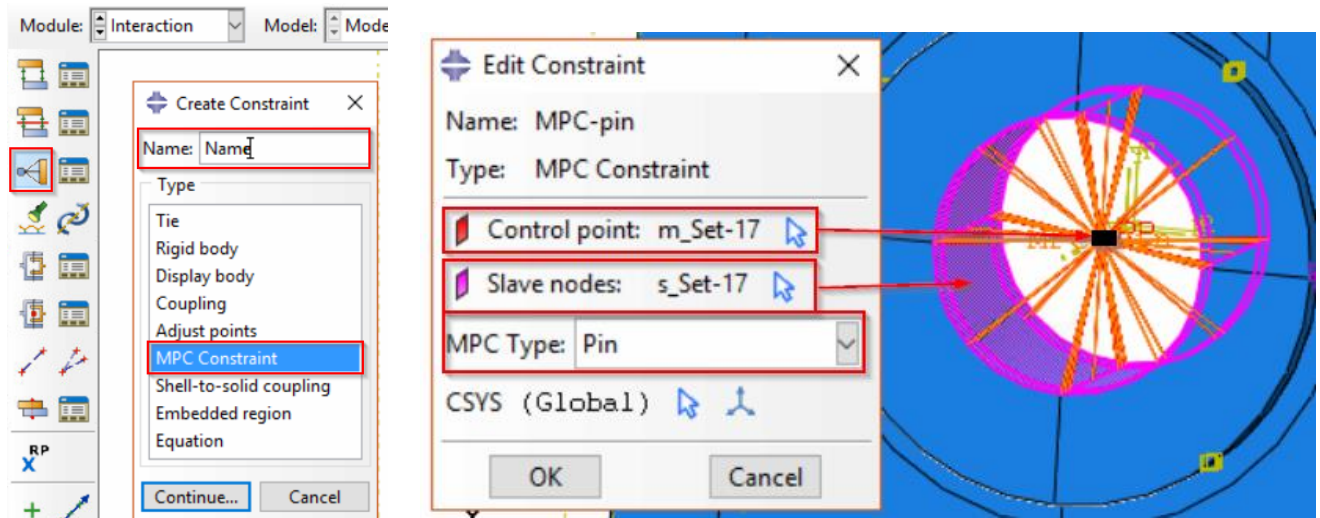 Module: Interaction Model: Mode
Create Constraint
Name: Name
Type
Tie
Rigid body
Display body
Coupling
Adjust points
MPC Constraint
Shell-to-solid coupling
Embedded region
Equation
Continue... Cancel
RP
X
Edit Constraint
Name: MPC-pin
Type: MPC Constraint
Control point: m_Set-17
Slave nodes: s_Set-17
MPC Type: Pin
CSYS (Global)
OK Cancel
RP